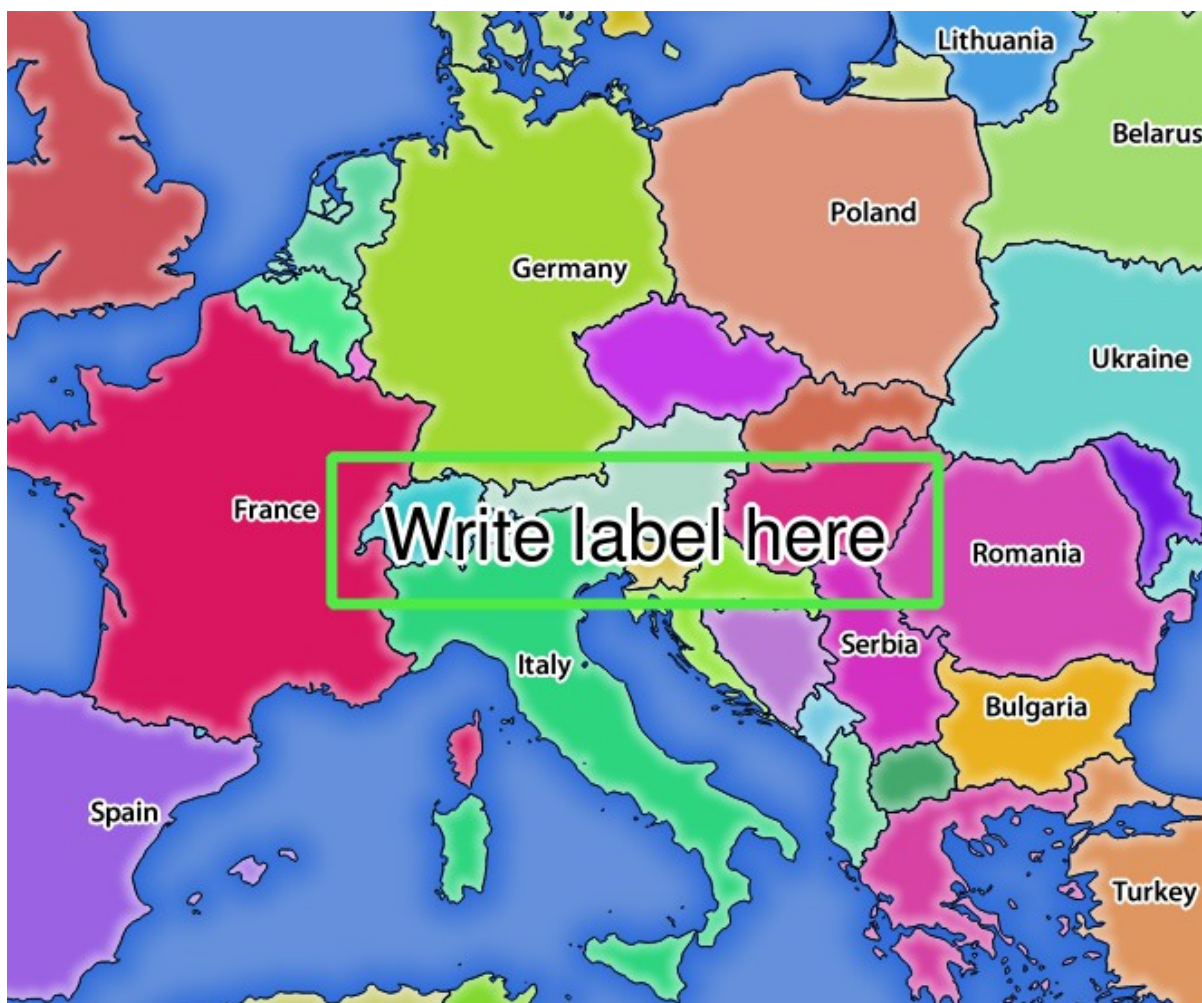 Lithuania
Belarus
Poland
Germany
Ukraine
France
Write label here
Romania
Serbia
Italy
Bulgaria
Spain
Turkey